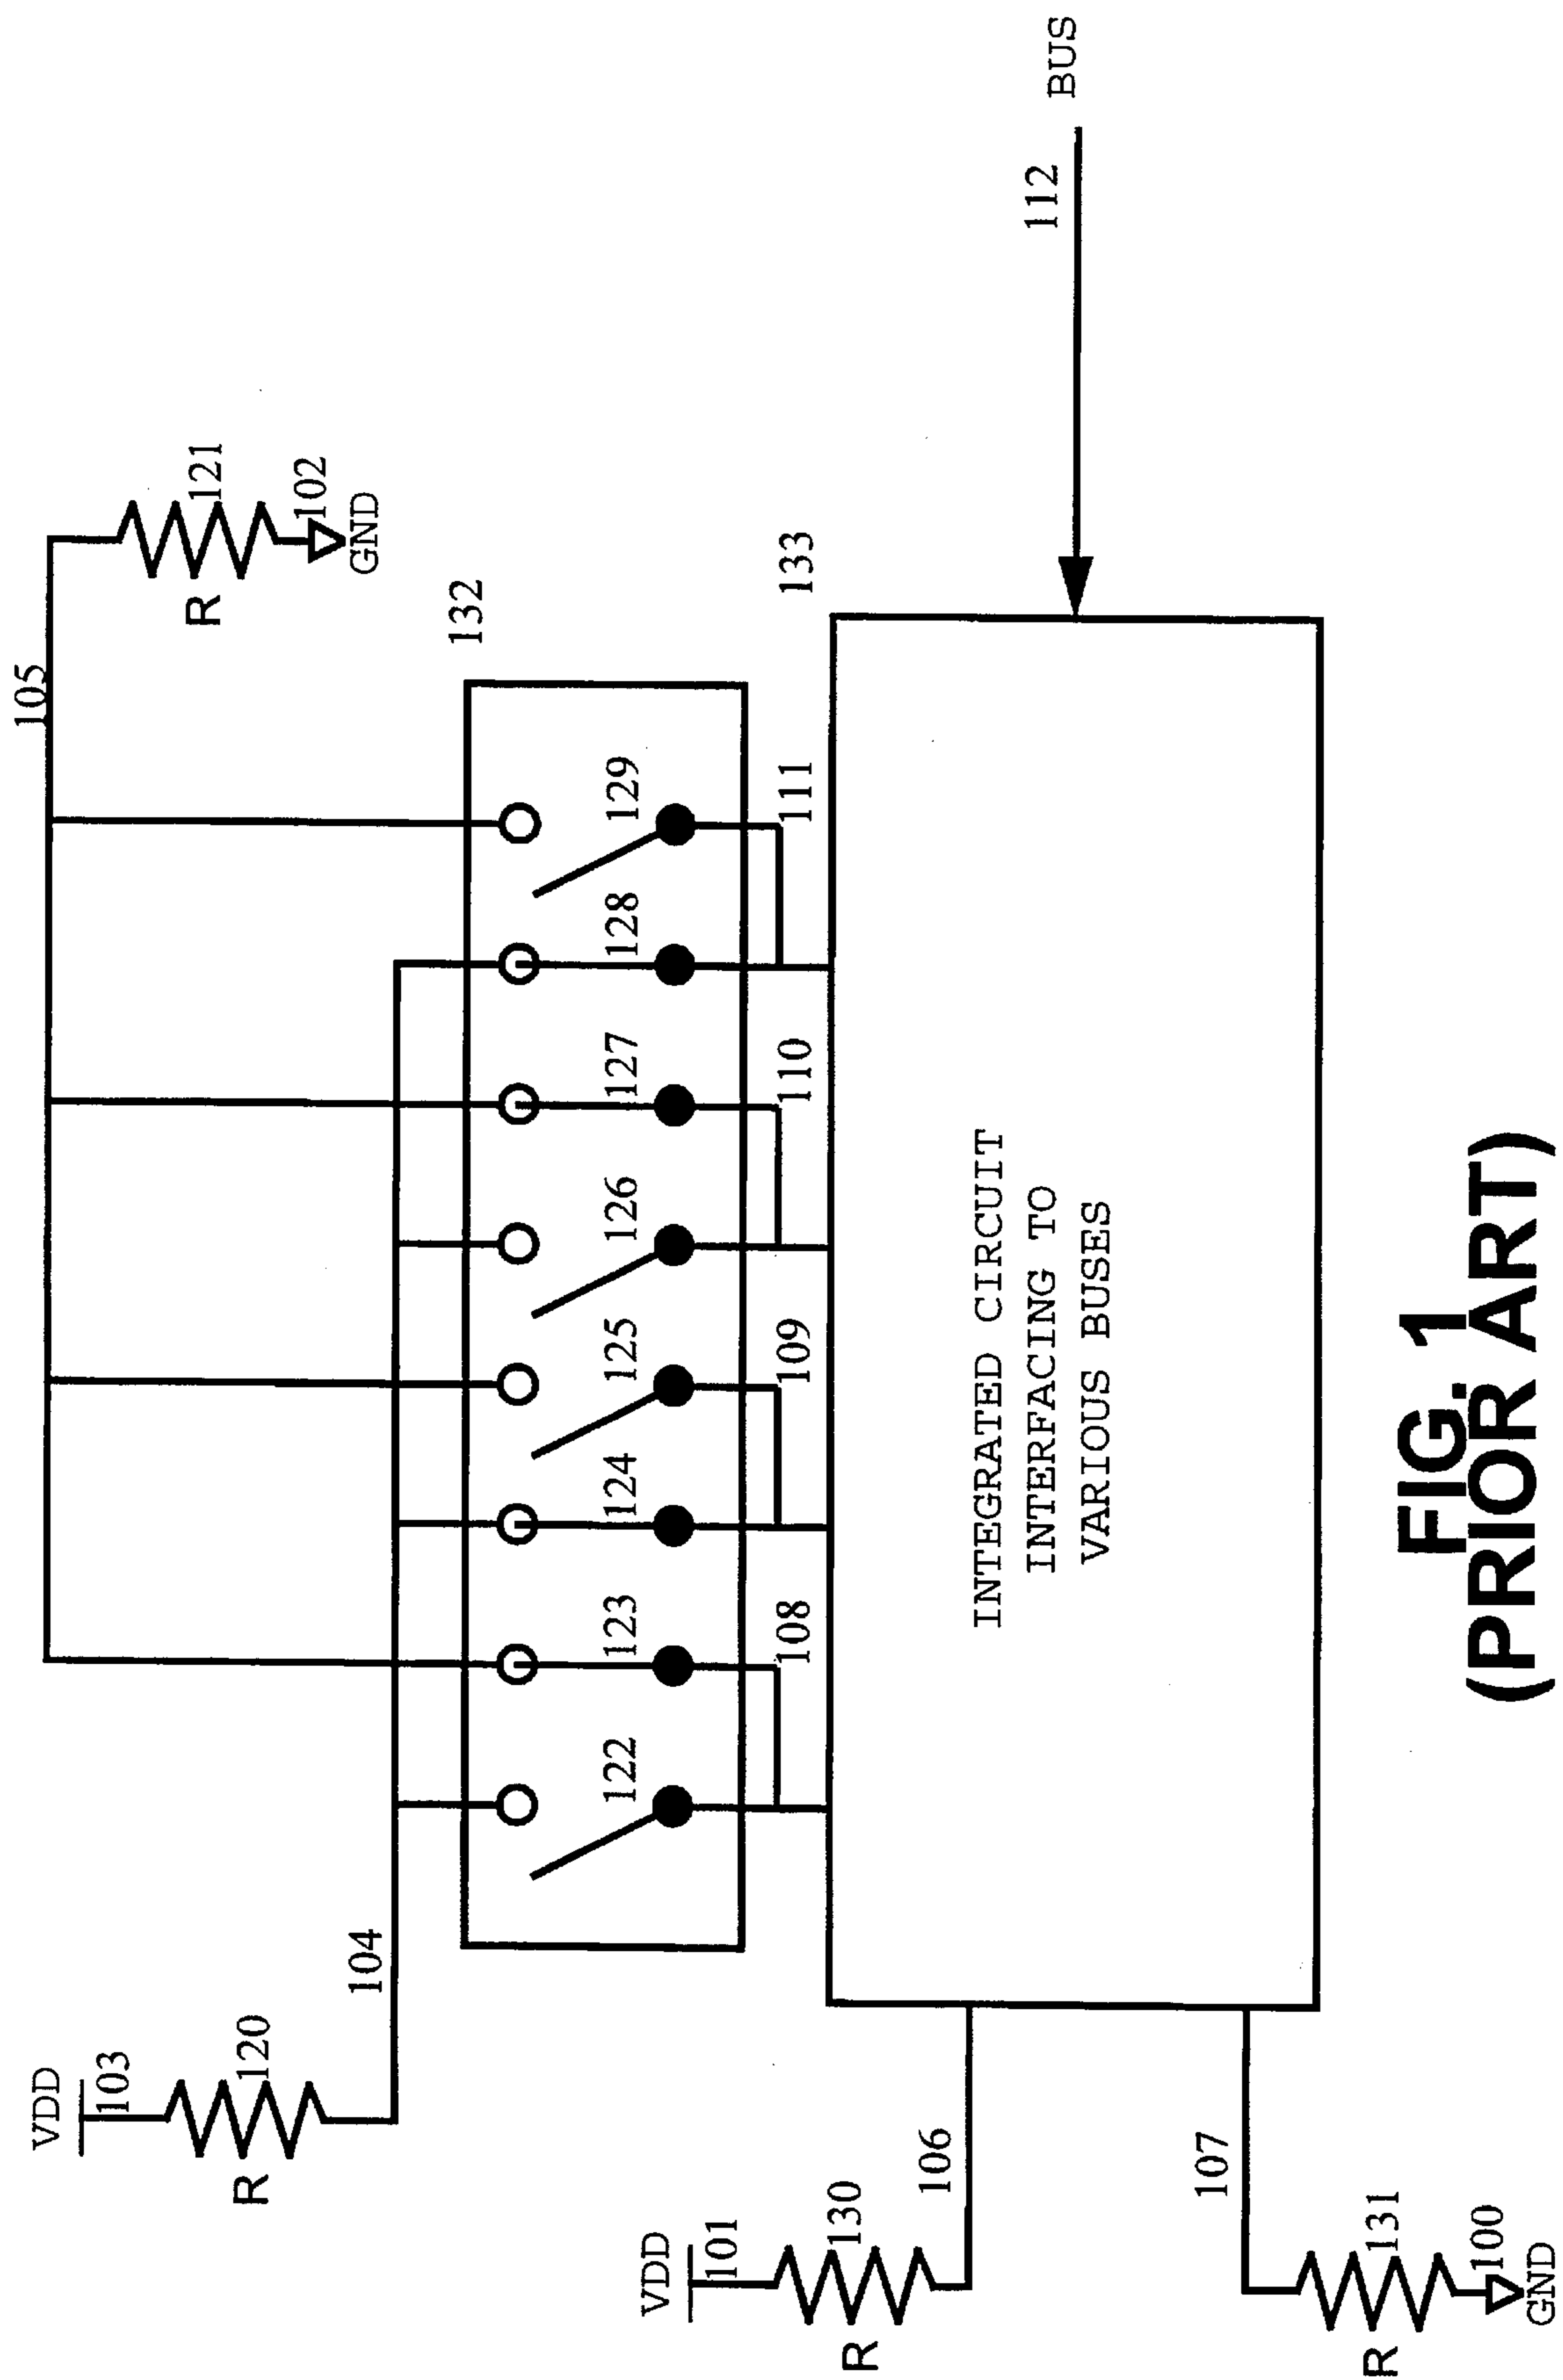 105
R
121
102
GND
VDD
103
R
120
104
132
122
123
124
125
126
127
128
129
108
109
110
111
133
VDD
101
R
130
106
INTEGRATED CIRCUIT
INTERFACING TO
VARIOUS BUSES
112
BUS
107
R
131
100
GND
FIG. 1
(PRIOR ART)